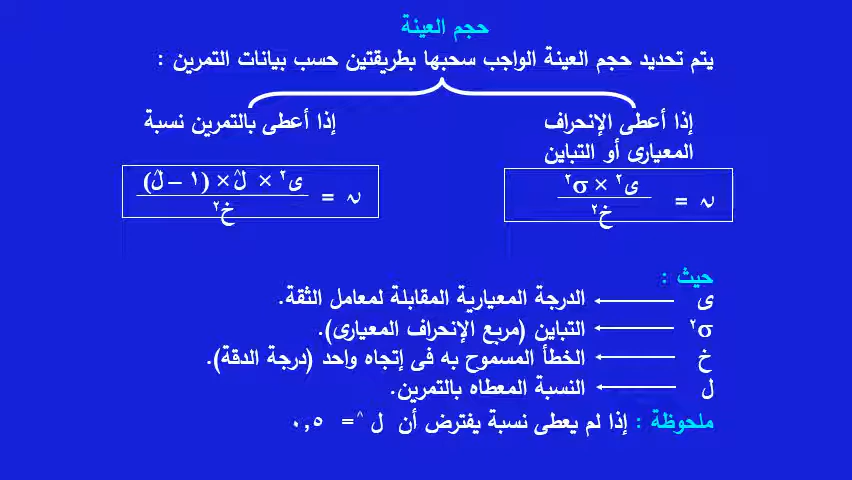 حجم العينة
يتم تحديد حجم العينة الواجب سحبها بطريقتين حسب بيانات التمرين :
إذا أعطى الإنحراف
المعيارى أو التباين
إذا أعطى بالتمرين نسبة
ن = ى٢ × σ٢ / خ٢
ن = ى٢ × ل^ × (١ – ل^) / خ٢
حيث :
ى ← الدرجة المعيارية المقابلة لمعامل الثقة.
σ٢ ← التباين (مربع الإنحراف المعيارى).
خ ← الخطأ المسموح به فى إتجاه واحد (درجة الدقة).
ل ← النسبة المعطاه بالتمرين.
ملحوظة : إذا لم يعطى نسبة يفترض أن ل^ = ٠,٥